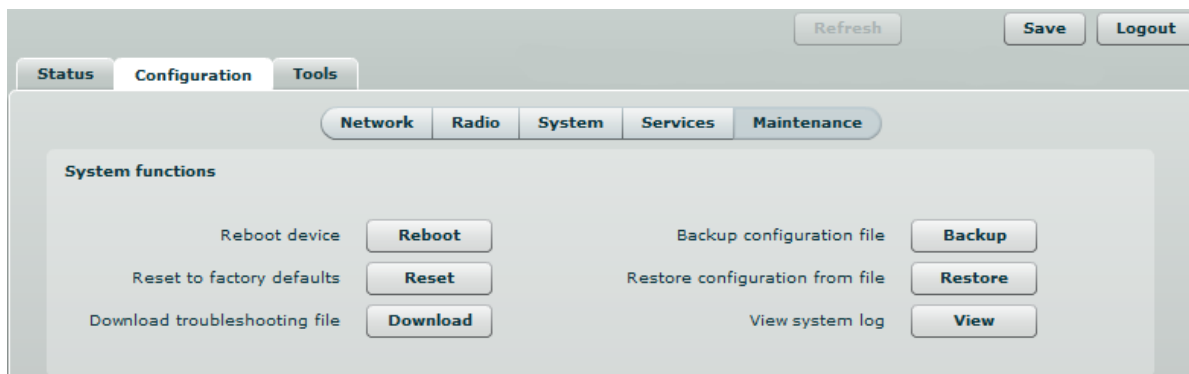 Refresh Save Logout
Status Configuration Tools
Network Radio System Services Maintenance
System functions
Reboot device Reboot Backup configuration file Backup
Reset to factory defaults Reset Restore configuration from file Restore
Download troubleshooting file Download View system log View